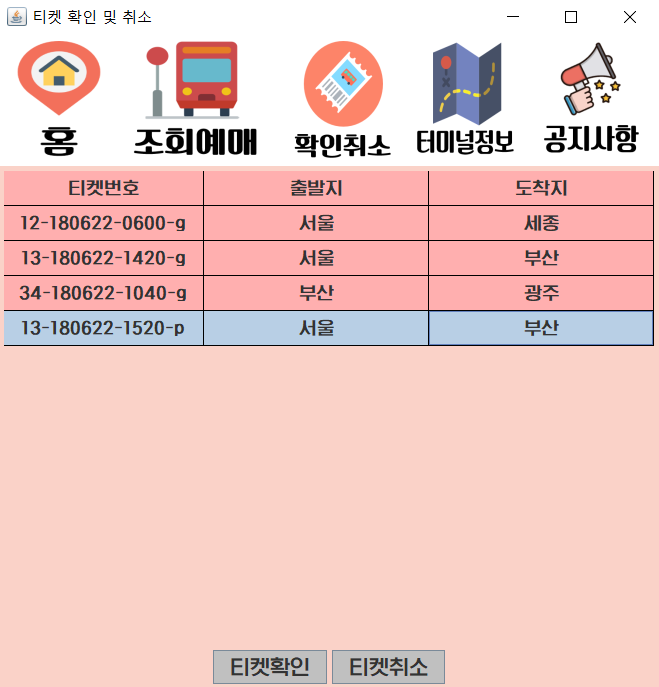 티켓 확인 및 취소
홈 조회예매 확인취소 터미널정보 공지사항
티켓번호 출발지 도착지
12-180622-0600-g 서울 세종
13-180622-1420-g 서울 부산
34-180622-1040-g 부산 광주
13-180622-1520-p 서울 부산
티켓확인 티켓취소